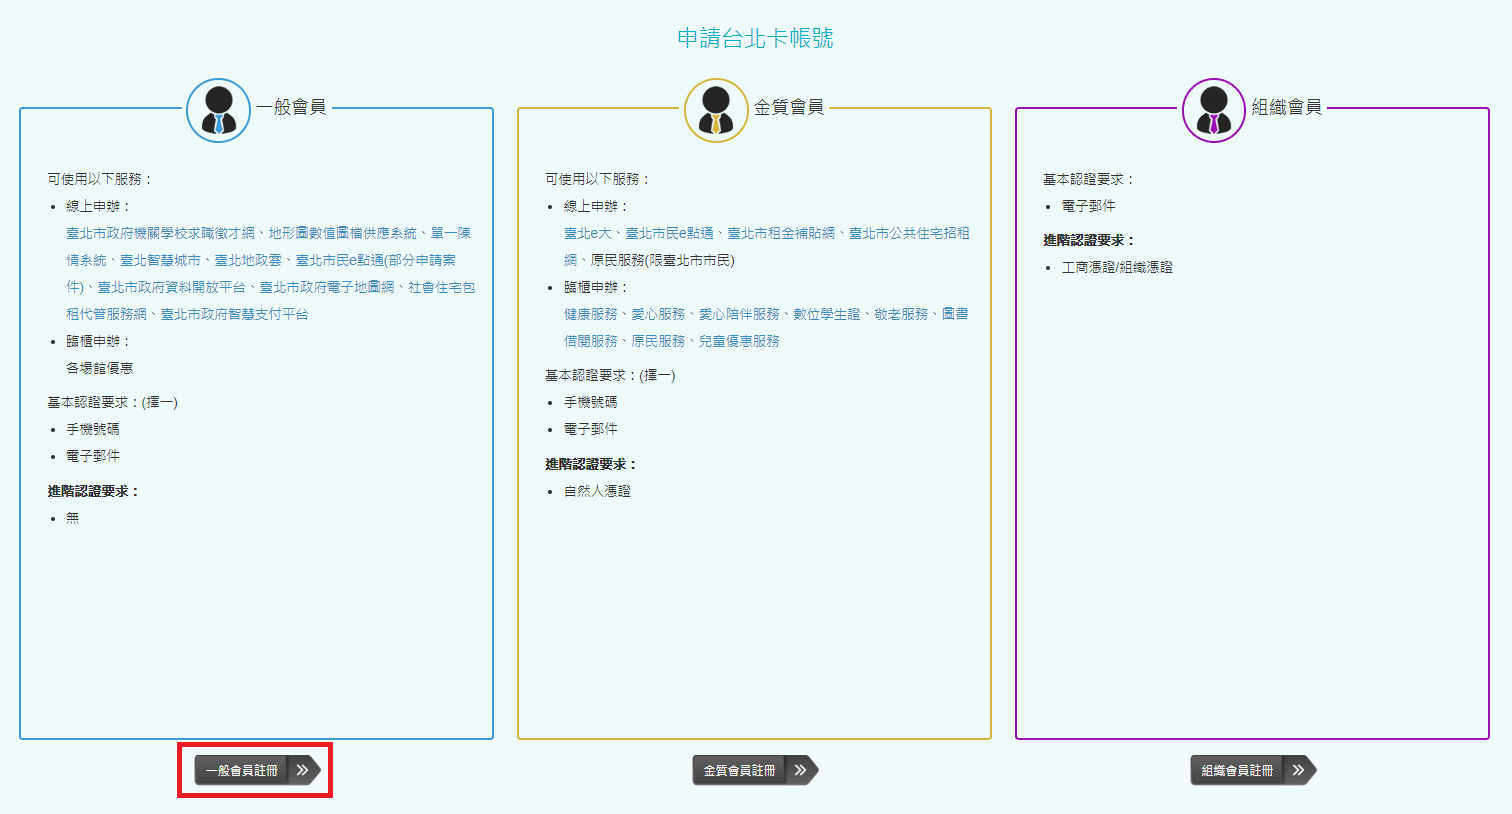 申請台北卡帳號
一般會員
可使用以下服務：
線上申辦：
臺北市政府機關學校求職徵才網、地形圖數值圖檔供應系統、單一陳
情系統、臺北智慧城市、臺北地政雲、臺北市民e點通(部分申請案
件)、臺北市政府資料開放平台、臺北市政府電子地圖網、社會住宅包
租代管服務網、臺北市政府智慧支付平台
臨櫃申辦：
各場館優惠
基本認證要求：(擇一)
手機號碼
電子郵件
進階認證要求：
無
一般會員註冊
金質會員
可使用以下服務：
線上申辦：
臺北e大、臺北市民e點通、臺北市租金補貼網、臺北市公共住宅招租
網、原民服務(限臺北市市民)
臨櫃申辦：
健康服務、愛心服務、愛心陪伴服務、數位學生證、敬老服務、圖書
借閱服務、原民服務、兒童優惠服務
基本認證要求：(擇一)
手機號碼
電子郵件
進階認證要求：
自然人憑證
金質會員註冊
組織會員
基本認證要求：
電子郵件
進階認證要求：
工商憑證/組織憑證
組織會員註冊